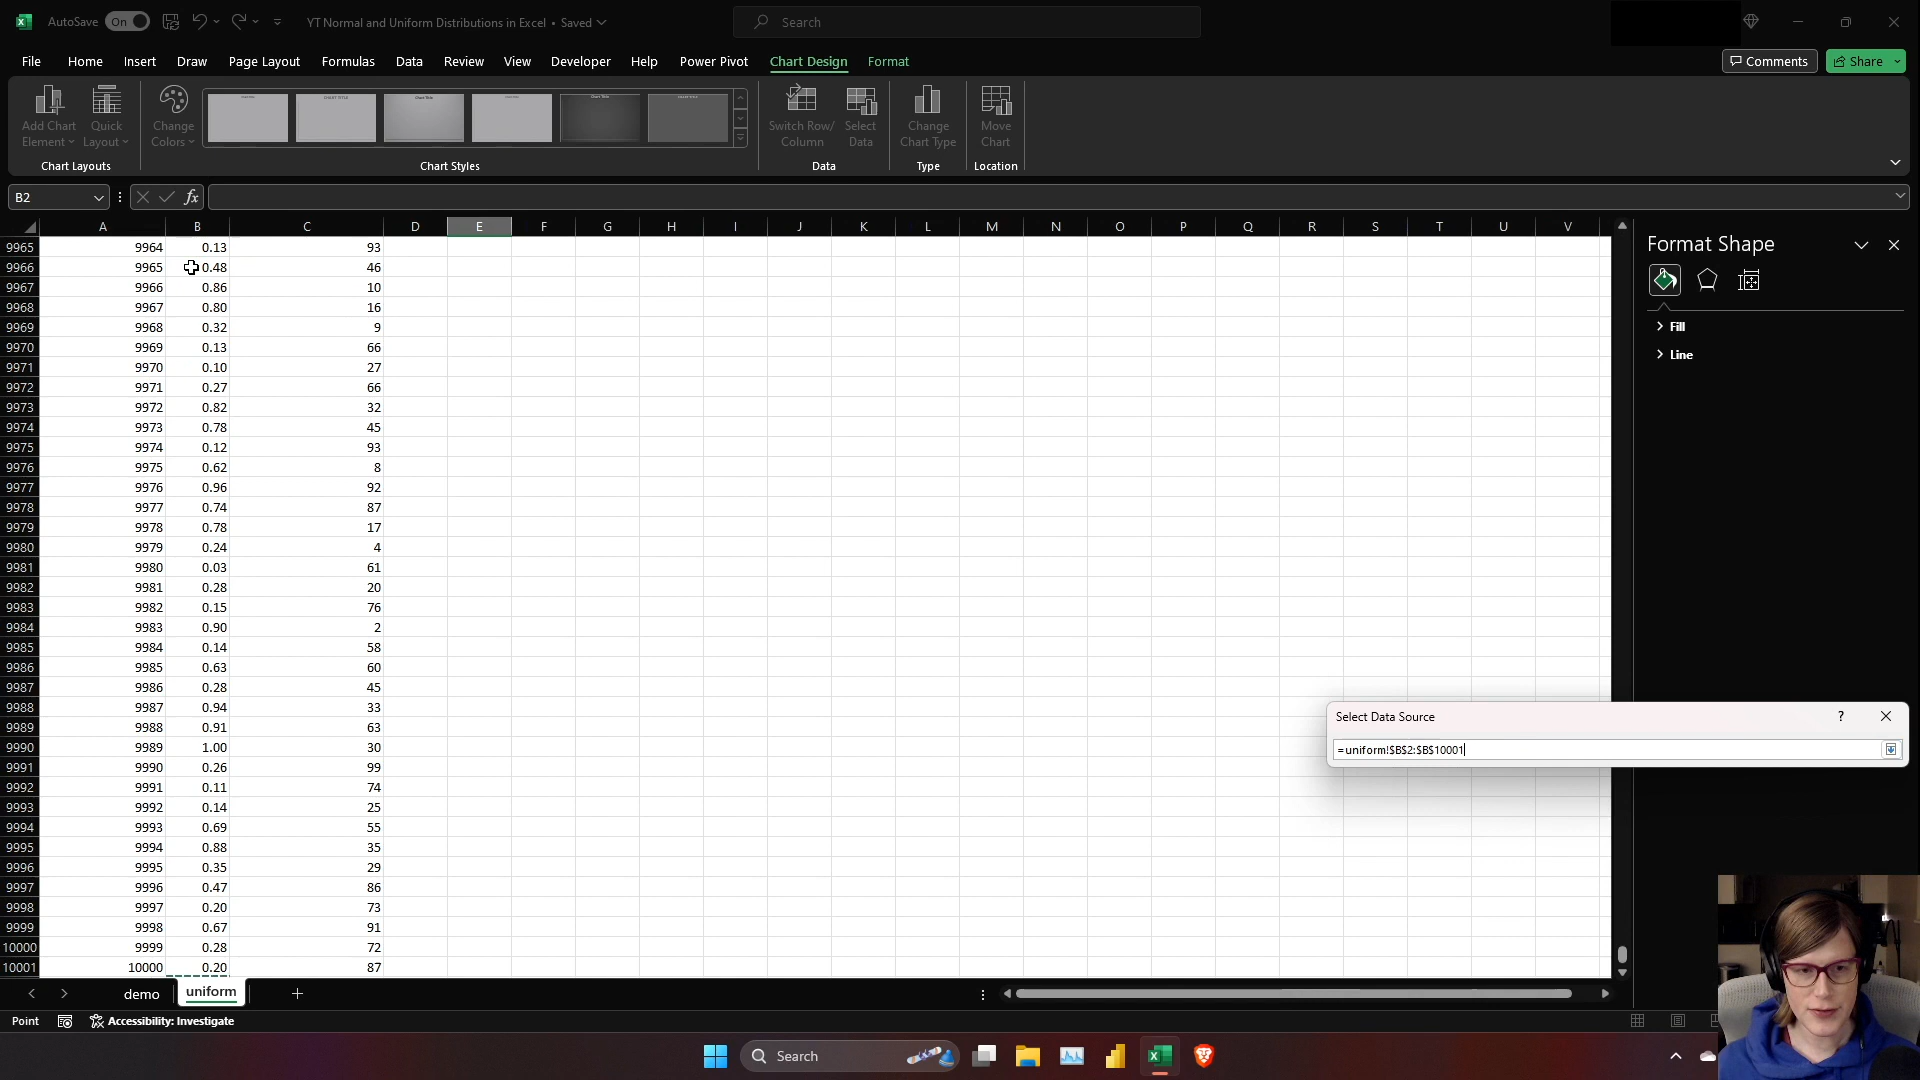 AutoSave On YT Normal and Uniform Distributions in Excel • Saved Search
File Home Insert Draw Page Layout Formulas Data Review View Developer Help Power Pivot Chart Design Format Comments Share
Add Chart Element Quick Layout Change Colors Switch Row/ Column Select Data Change Chart Type Move Chart
Chart Layouts Chart Styles Data Type Location
B2 fx
A B C D E F G H I J K L M N O P Q R S T U V
9965 9964 0.13 93
9966 9965 0.48 46
9967 9966 0.86 10
9968 9967 0.80 16
9969 9968 0.32 9
9970 9969 0.13 66
9971 9970 0.10 27
9972 9971 0.27 66
9973 9972 0.82 32
9974 9973 0.78 45
9975 9974 0.12 93
9976 9975 0.62 8
9977 9976 0.96 92
9978 9977 0.74 87
9979 9978 0.78 17
9980 9979 0.24 4
9981 9980 0.03 61
9982 9981 0.28 20
9983 9982 0.15 76
9984 9983 0.90 2
9985 9984 0.14 58
9986 9985 0.63 60
9987 9986 0.28 45
9988 9987 0.94 33
9989 9988 0.91 63
9990 9989 1.00 30
9991 9990 0.26 99
9992 9991 0.11 74
9993 9992 0.14 25
9994 9993 0.69 55
9995 9994 0.88 35
9996 9995 0.35 29
9997 9996 0.47 86
9998 9997 0.20 73
9999 9998 0.67 91
10000 9999 0.28 72
10001 10000 0.20 87
Format Shape
Fill
Line
Select Data Source ?
=uniform!$B$2:$B$10001
demo uniform
Point Accessibility: Investigate
Search